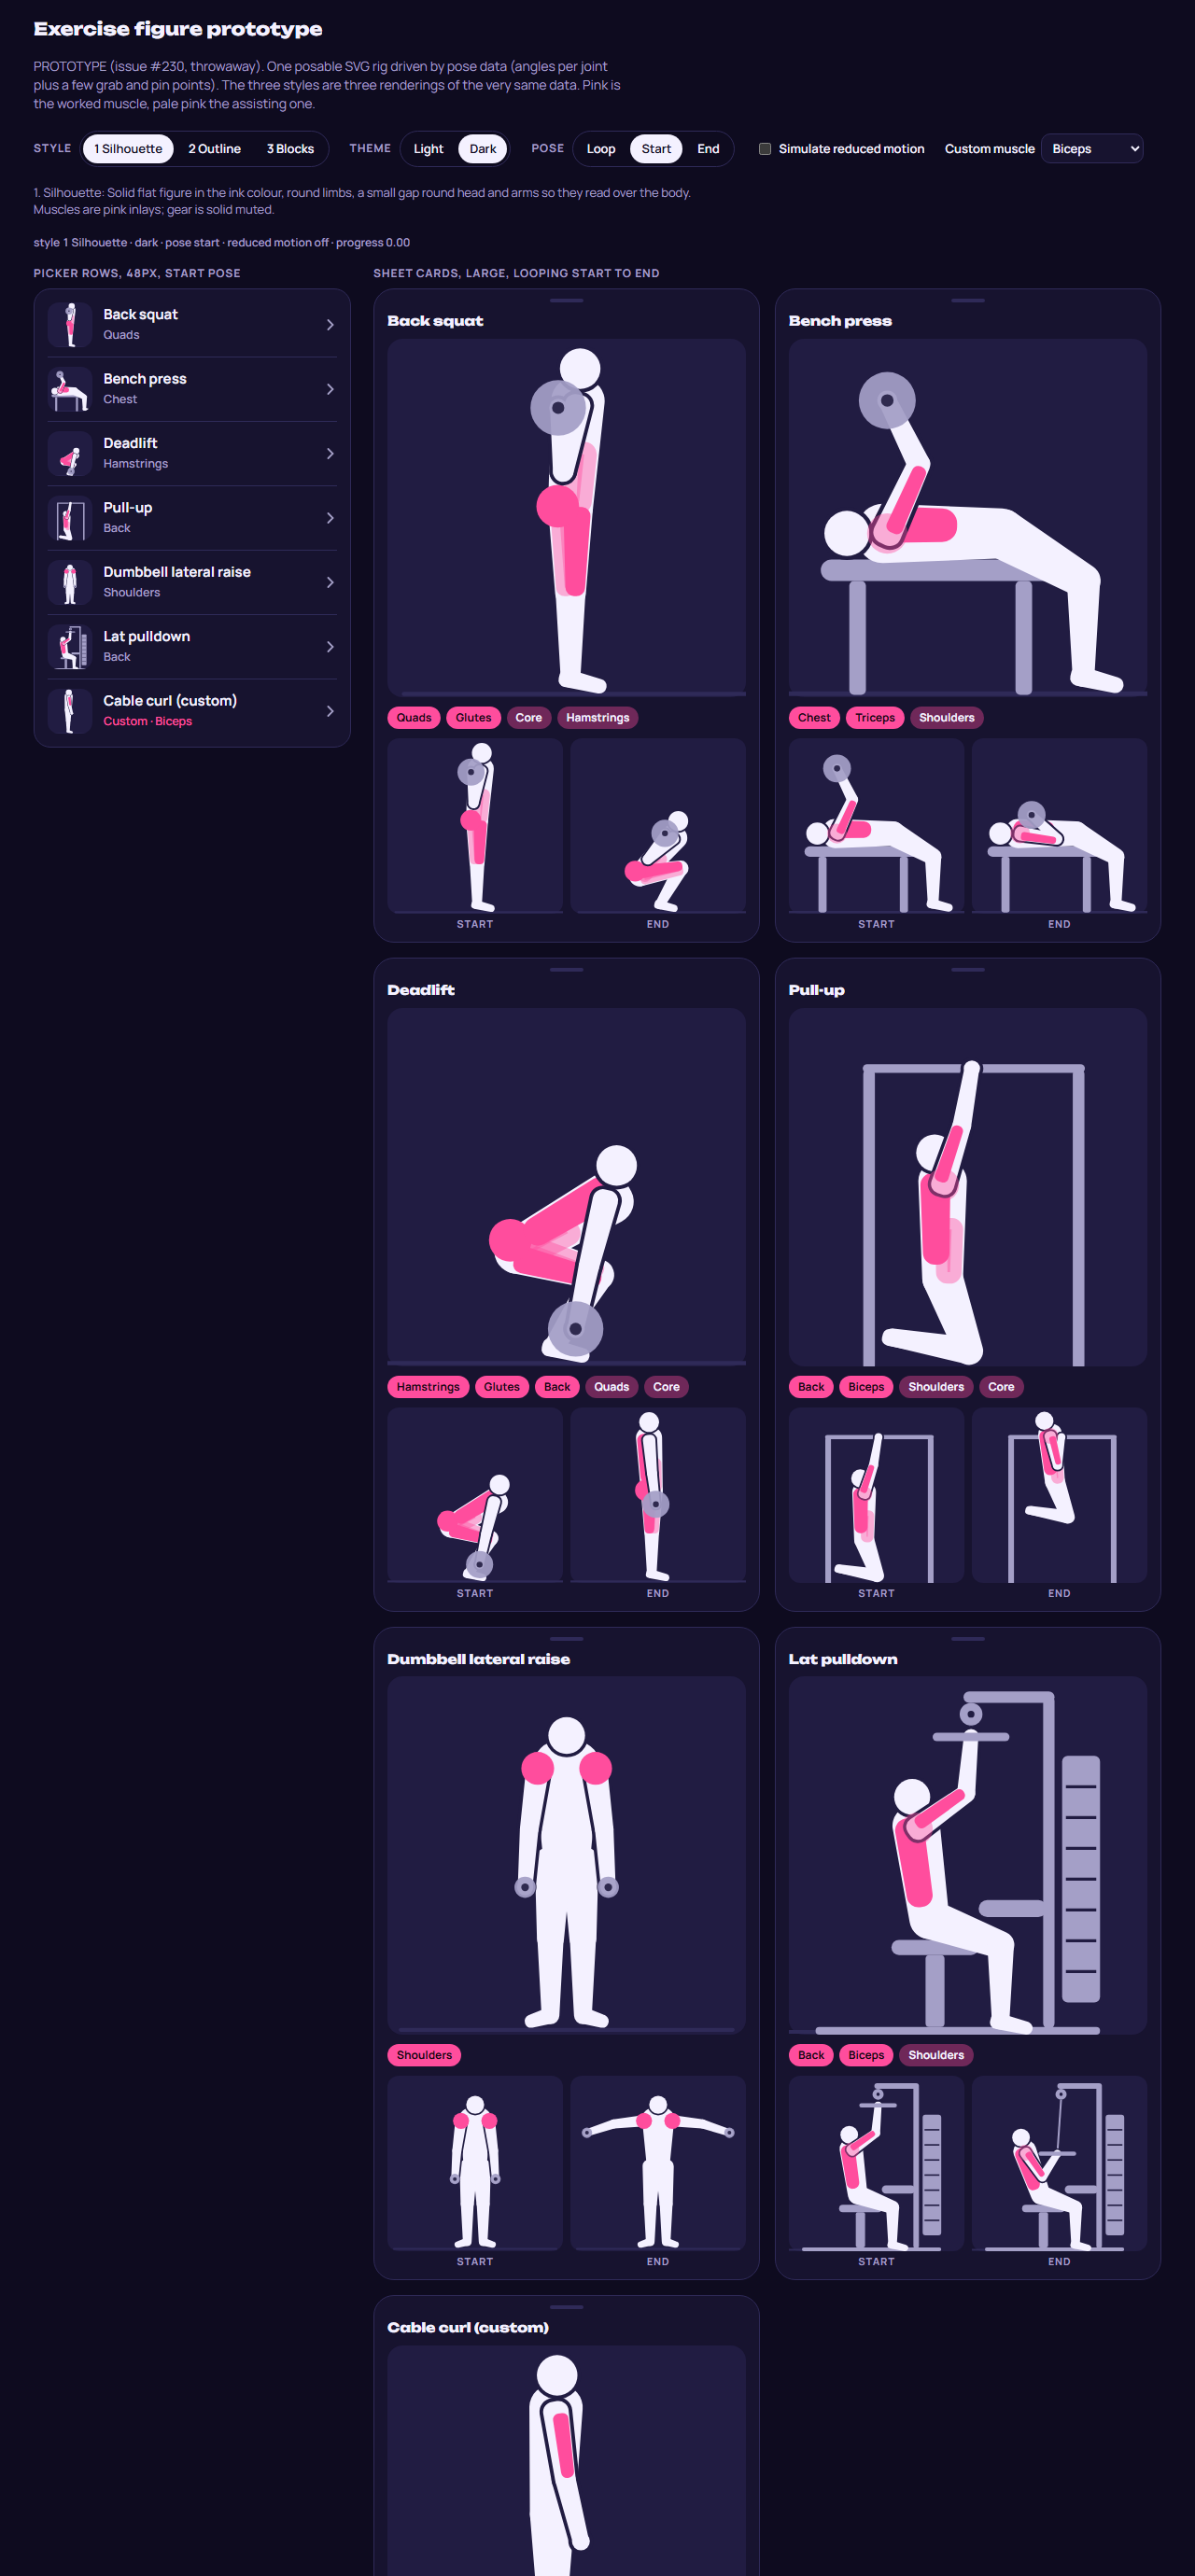 Exercise figure prototype
PROTOTYPE (issue #230, throwaway). One posable SVG rig driven by pose data (angles per joint
plus a few grab and pin points). The three styles are three renderings of the very same data. Pink is
the worked muscle, pale pink the assisting one.
STYLE 1 Silhouette 2 Outline 3 Blocks THEME Light Dark POSE Loop Start End Simulate reduced motion Custom muscle Biceps
1. Silhouette: Solid flat figure in the ink colour, round limbs, a small gap round head and arms so they read over the body.
Muscles are pink inlays; gear is solid muted.
style 1 Silhouette · dark · pose start · reduced motion off · progress 0.00
PICKER ROWS, 48PX, START POSE
Back squat
Quads
Bench press
Chest
Deadlift
Hamstrings
Pull-up
Back
Dumbbell lateral raise
Shoulders
Lat pulldown
Back
Cable curl (custom)
Custom · Biceps
SHEET CARDS, LARGE, LOOPING START TO END
Back squat
Quads Glutes Core Hamstrings
START END
Bench press
Chest Triceps Shoulders
START END
Deadlift
Hamstrings Glutes Back Quads Core
START END
Pull-up
Back Biceps Shoulders Core
START END
Dumbbell lateral raise
Shoulders
START END
Lat pulldown
Back Biceps Shoulders
START END
Cable curl (custom)